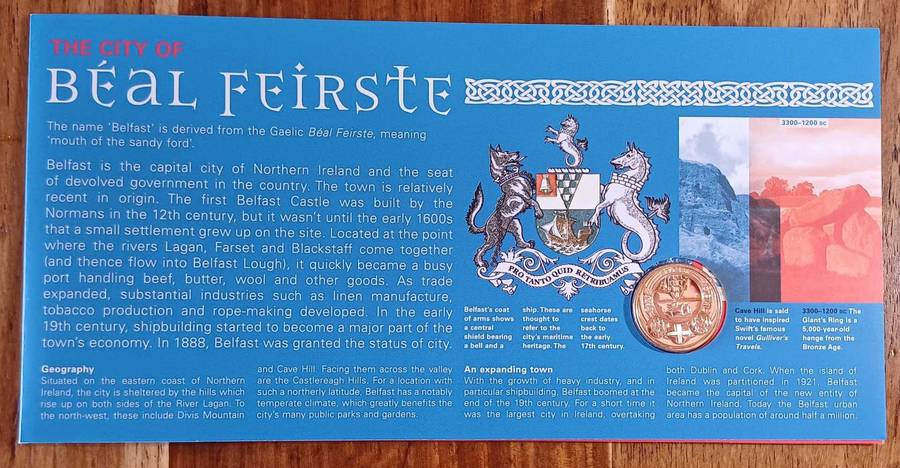 THE CITY OF
BÉAL FEIRSTE
The name 'Belfast' is derived from the Gaelic Béal Feirste, meaning
'mouth of the sandy ford'.
Belfast is the capital city of Northern Ireland and the seat
of devolved government in the country. The town is relatively
recent in origin. The first Belfast Castle was built by the
Normans in the 12th century, but it wasn't until the early 1600s
that a small settlement grew up on the site. Located at the point
where the rivers Lagan, Farset and Blackstaff come together
(and thence flow into Belfast Lough), it quickly became a busy
port handling beef, butter, wool and other goods. As trade
expanded, substantial industries such as linen manufacture,
tobacco production and rope-making developed. In the early
19th century, shipbuilding started to become a major part of the
town's economy. In 1888, Belfast was granted the status of city.
PRO TANTO QUID RETRIBUAMUS
3300–1200 BC
Belfast's coat
of arms shows
a central
shield bearing
a bell and a
ship. These are
thought to
refer to the
city's maritime
heritage. The
seahorse
crest dates
back to
the early
17th century.
Cave Hill is said
to have inspired
Swift's famous
novel Gulliver's
Travels.
3300–1200 BC The
Giant's Ring is a
5,000-year-old
henge from the
Bronze Age.
Geography
Situated on the eastern coast of Northern
Ireland, the city is sheltered by the hills which
rise up on both sides of the River Lagan. To
the north-west, these include Divis Mountain
and Cave Hill. Facing them across the valley
are the Castlereagh Hills. For a location with
such a northerly latitude, Belfast has a notably
temperate climate, which greatly benefits the
city's many public parks and gardens.
An expanding town
With the growth of heavy industry, and in
particular shipbuilding, Belfast boomed at the
end of the 19th century. For a short time it
was the largest city in Ireland, overtaking
both Dublin and Cork. When the island of
Ireland was partitioned in 1921, Belfast
became the capital of the new entity of
Northern Ireland. Today the Belfast urban
area has a population of around half a million.